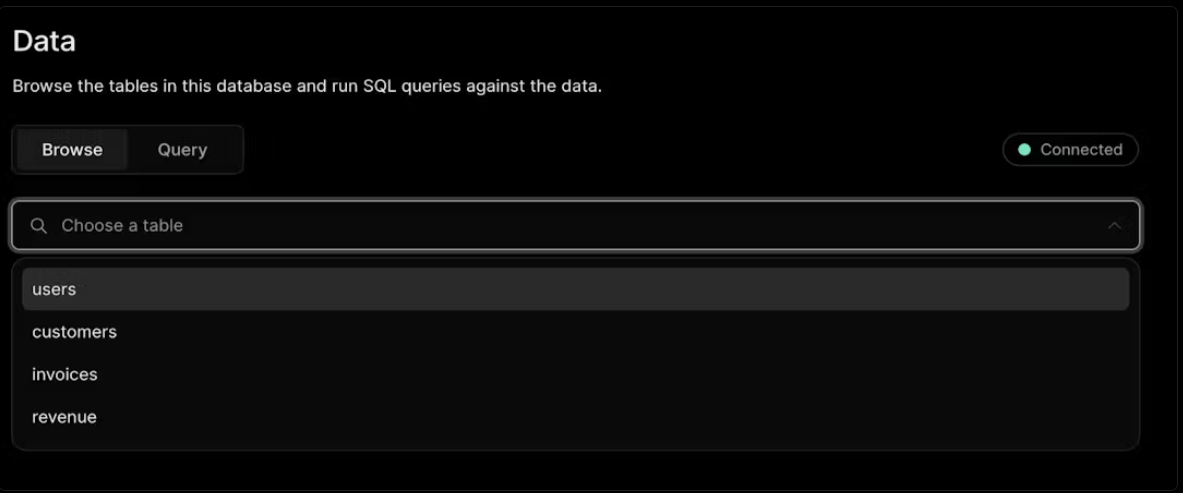 Data
Browse the tables in this database and run SQL queries against the data.
Browse Query Connected
Choose a table
users
customers
invoices
revenue